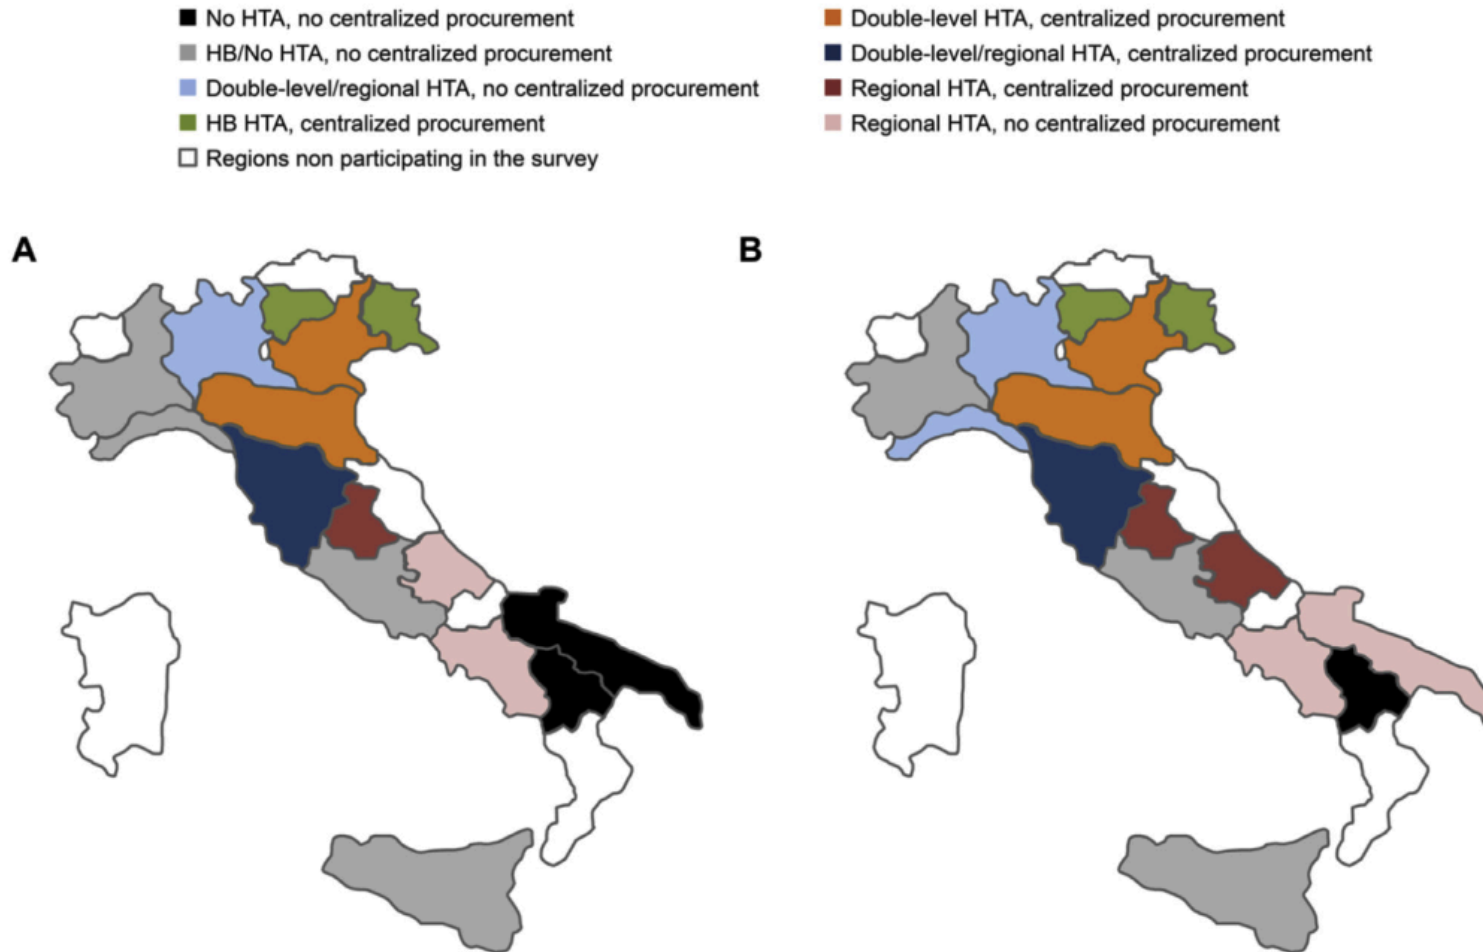 No HTA, no centralized procurement
HB/No HTA, no centralized procurement
Double-level/regional HTA, no centralized procurement
HB HTA, centralized procurement
Regions non participating in the survey
Double-level HTA, centralized procurement
Double-level/regional HTA, centralized procurement
Regional HTA, centralized procurement
Regional HTA, no centralized procurement
A
B